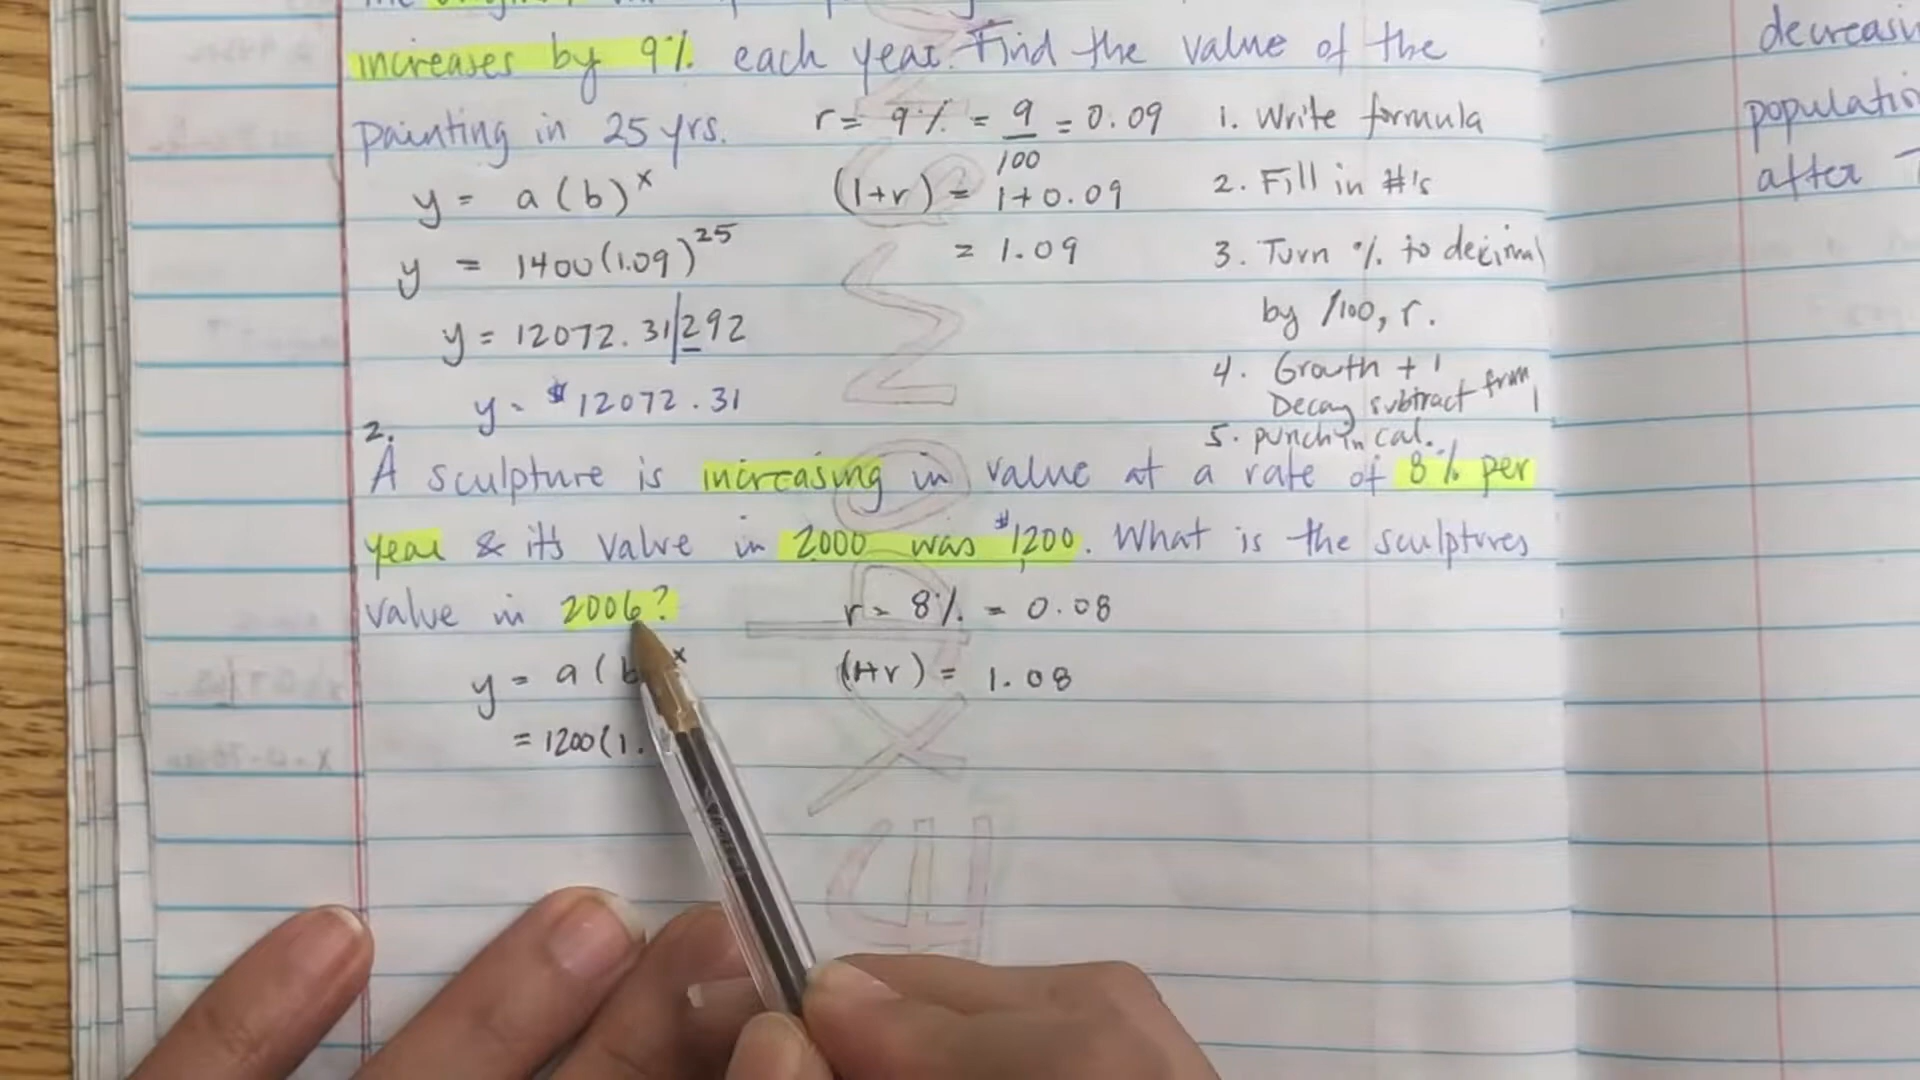 increases by 9% each year. Find the value of the
painting in 25 yrs.
r = 9% = 9/100 = 0.09
1. Write formula
y = a(b)^x
(1+r) = 1+0.09
2. Fill in #'s
y = 1400(1.09)^25
= 1.09
3. Turn % to decimal
by /100, r.
y = 12072.31|292
4. Growth + 1
Decay subtract from 1
y = $12072.31
5. punch in cal.
2.
A sculpture is increasing in value at a rate of 8% per
year & it's value in 2000 was $1200. What is the sculptures
value in 2006?
r = 8% = 0.08
y = a(b x
(1+r) = 1.08
= 1200(1.
decreasi
populatio
after